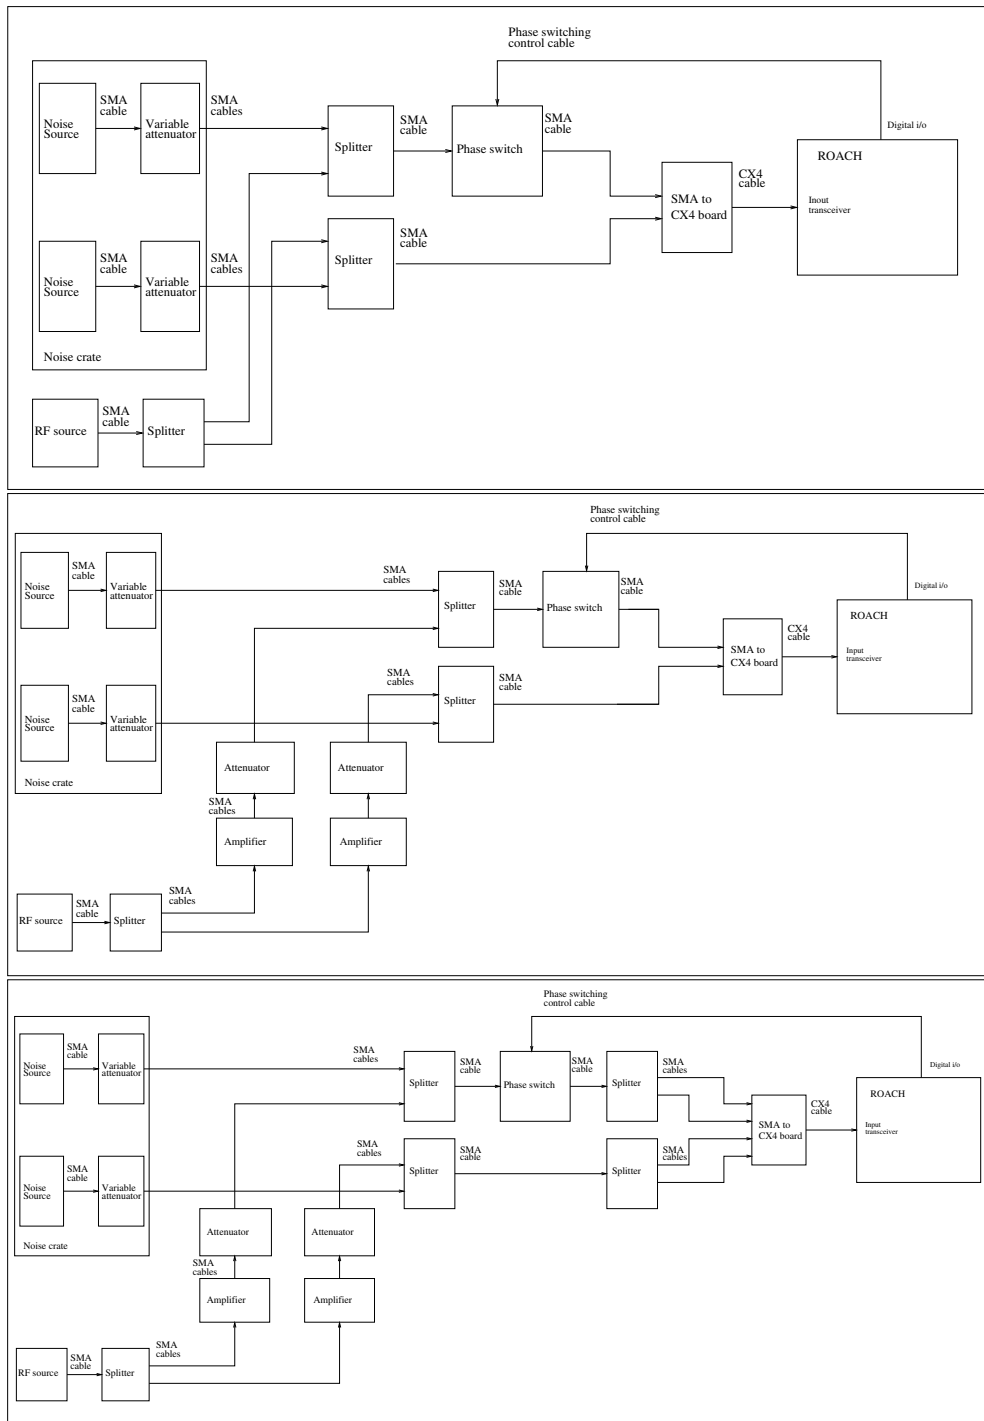 Phase switching
control cable
SMA
cable
SMA
cables
Noise
Source
Variable
attenuator
Splitter
SMA
cable
Phase switch
SMA
cable
Digital i/o
ROACH
Inout
transceiver
CX4
cable
SMA to
CX4 board
SMA
cable
SMA
cables
Noise
Source
Variable
attenuator
Splitter
SMA
cable
Noise crate
RF source
SMA
cable
Splitter
Phase switching
control cable
SMA
cable
Noise
Source
Variable
attenuator
SMA
cables
Splitter
SMA
cable
Phase switch
SMA
cable
Digital i/o
ROACH
Input
transceiver
CX4
cable
SMA to
CX4 board
SMA
cable
Noise
Source
Variable
attenuator
SMA
cables
Splitter
SMA
cable
Noise crate
Attenuator
Attenuator
SMA
cables
Amplifier
Amplifier
RF source
SMA
cable
Splitter
SMA
cables
Phase switching
control cable
SMA
cable
Noise
Source
Variable
attenuator
SMA
cables
Splitter
SMA
cable
Phase switch
SMA
cable
Splitter
SMA
cables
Digital i/o
ROACH
Input
transceiver
CX4
cable
SMA to
CX4 board
SMA
cable
Noise
Source
Variable
attenuator
SMA
cables
Splitter
SMA
cable
Splitter
SMA
cables
Noise crate
Attenuator
Attenuator
SMA
cables
Amplifier
Amplifier
RF source
SMA
cable
Splitter
SMA
cables